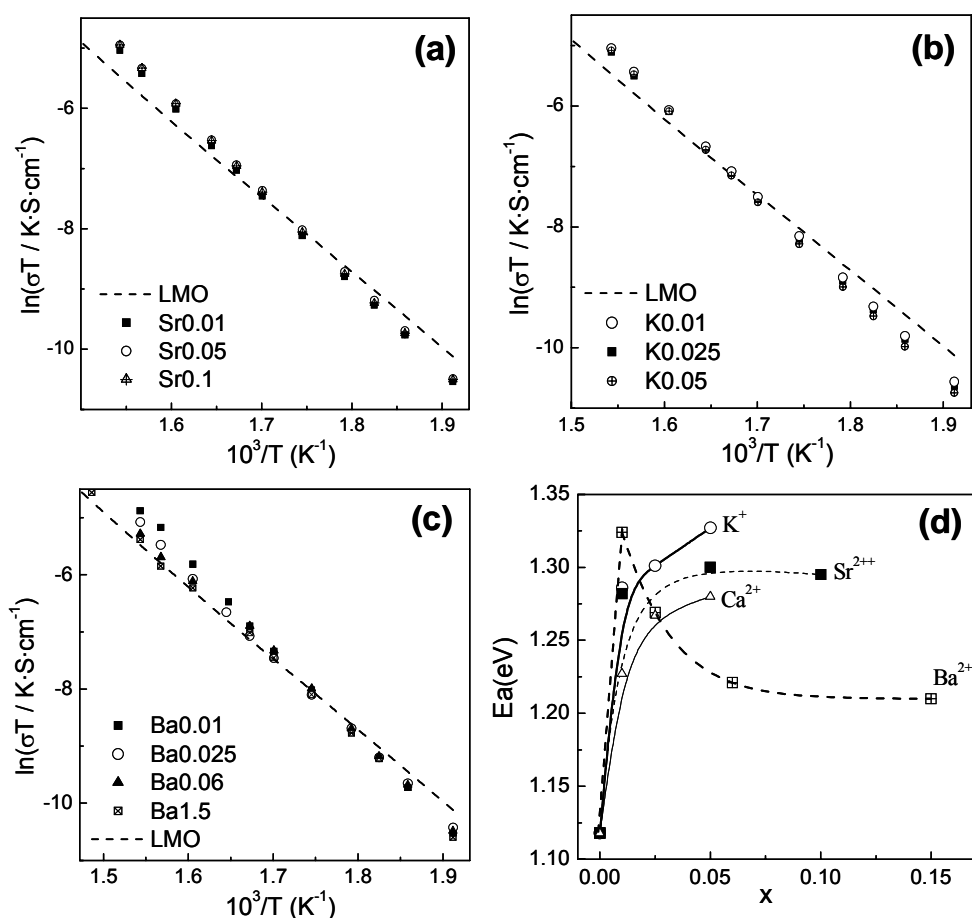 (a)
ln(σT / K·S·cm⁻¹)
-6
-8
-10
LMO
Sr0.01
Sr0.05
Sr0.1
1.6 1.7 1.8 1.9
10³/T (K⁻¹)
(b)
ln(σT / K·S·cm⁻¹)
-6
-8
-10
LMO
K0.01
K0.025
K0.05
1.5 1.6 1.7 1.8 1.9
10³/T (K⁻¹)
(c)
ln(σT / K·S·cm⁻¹)
-6
-8
-10
Ba0.01
Ba0.025
Ba0.06
Ba1.5
LMO
1.5 1.6 1.7 1.8 1.9
10³/T (K⁻¹)
(d)
Ea(eV)
1.35
1.30
1.25
1.20
1.15
1.10
K⁺
Sr²⁺⁺
Ca²⁺
Ba²⁺
0.00 0.05 0.10 0.15
x